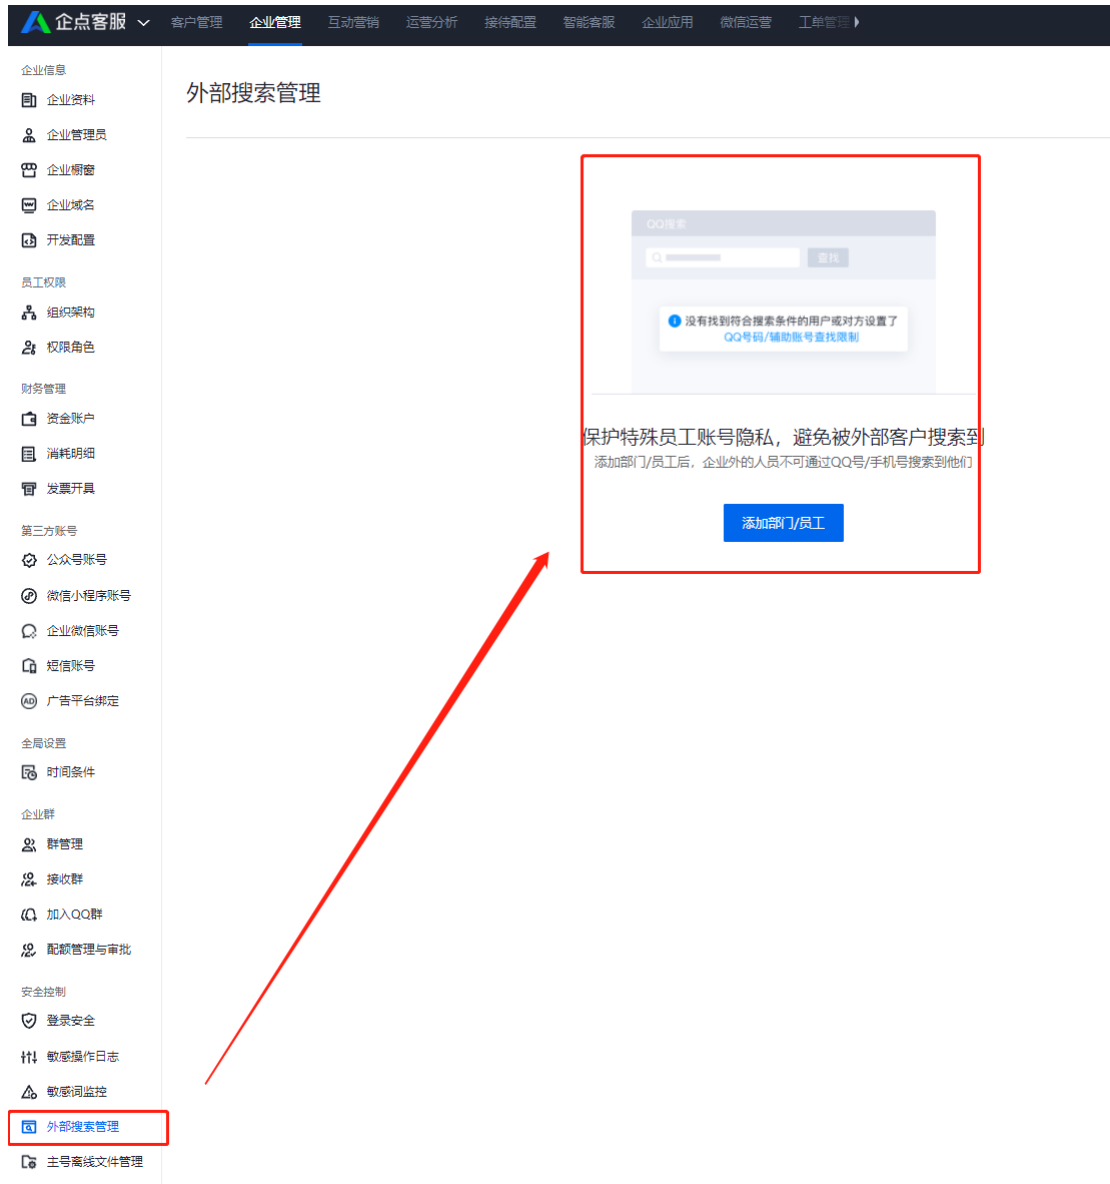 企点客服 客户管理 企业管理 互动营销 运营分析 接待配置 智能客服 企业应用 微信运营 工单管理
企业信息
企业资料
企业管理员
企业橱窗
企业域名
开发配置
员工权限
组织架构
权限角色
财务管理
资金账户
消耗明细
发票开具
第三方账号
公众号账号
微信小程序账号
企业微信账号
短信账号
AD 广告平台绑定
全局设置
时间条件
企业群
群管理
接收群
加入QQ群
配额管理与审批
安全控制
登录安全
敏感操作日志
敏感词监控
外部搜索管理
主号离线文件管理
外部搜索管理
QQ搜索
查找
没有找到符合搜索条件的用户或对方设置了
QQ号码/辅助账号查找限制
保护特殊员工账号隐私，避免被外部客户搜索到
添加部门/员工后，企业外的人员不可通过QQ号/手机号搜索到他们
添加部门/员工